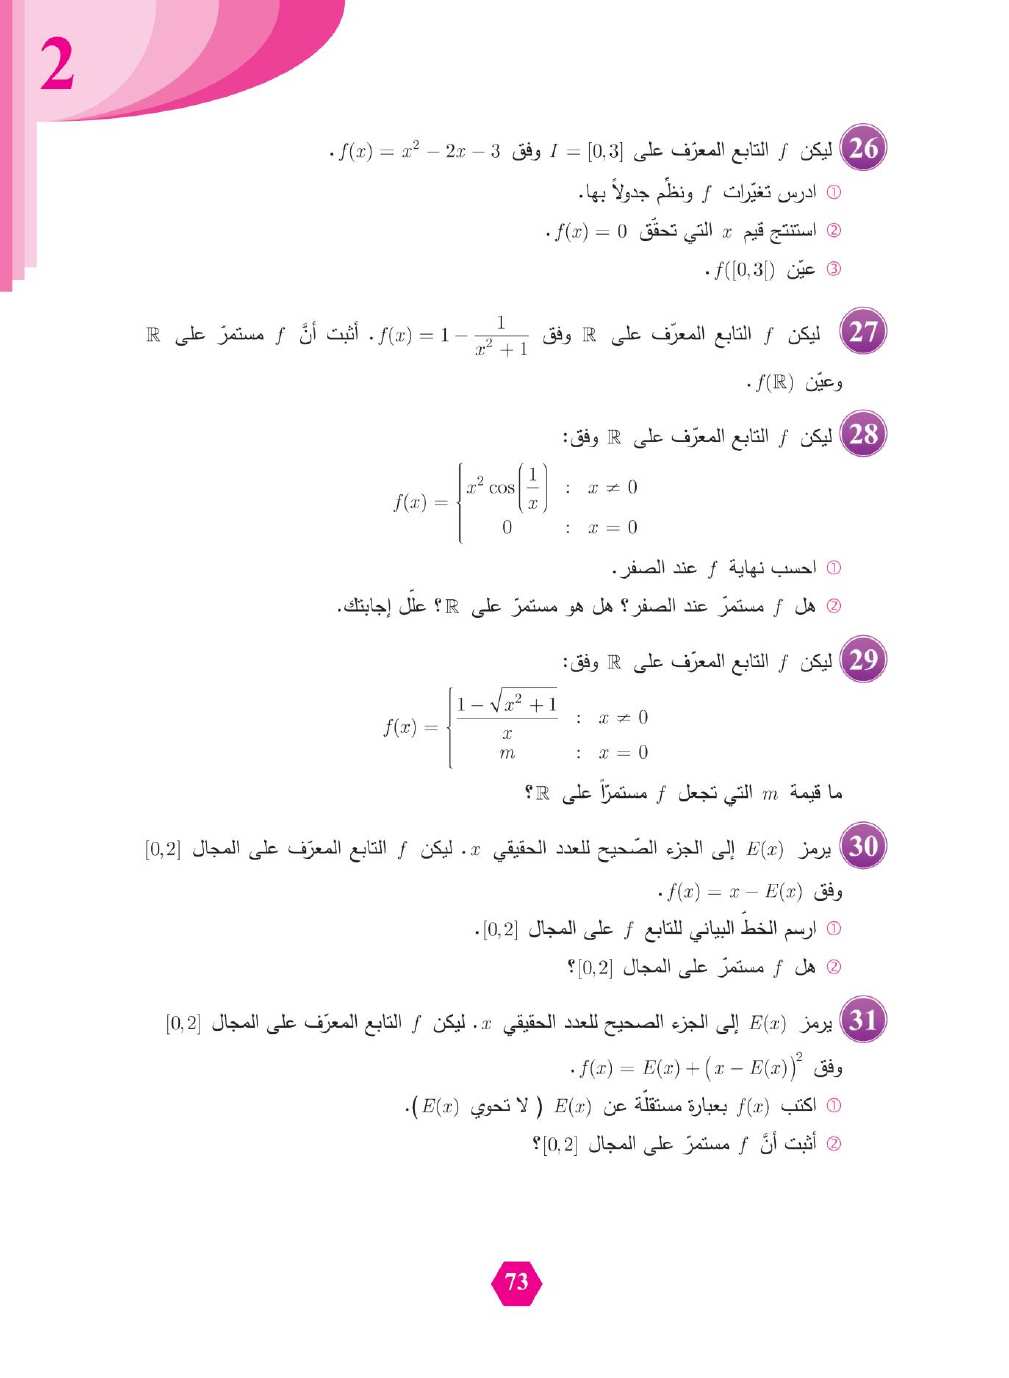 2
26 ليكن f التابع المعرّف على I = [0,3] وفق f(x) = x² − 2x − 3 .
① ادرس تغيّرات f ونظّم جدولاً بها.
② استنتج قيم x التي تحقّق f(x) = 0 .
③ عيّن f([0,3[) .
27 ليكن f التابع المعرّف على ℝ وفق f(x) = 1 − 1/(x² + 1) . أثبت أنَّ f مستمرّ على ℝ
وعيّن f(ℝ) .
28 ليكن f التابع المعرّف على ℝ وفق:
f(x) = { x² cos(1/x) : x ≠ 0
0 : x = 0
① احسب نهاية f عند الصفر.
② هل f مستمرّ عند الصفر؟ هل هو مستمرّ على ℝ؟ علّل إجابتك.
29 ليكن f التابع المعرّف على ℝ وفق:
f(x) = { (1 − √(x² + 1))/x : x ≠ 0
m : x = 0
ما قيمة m التي تجعل f مستمرّاً على ℝ؟
30 يرمز E(x) إلى الجزء الصّحيح للعدد الحقيقي x . ليكن f التابع المعرّف على المجال [0,2]
وفق f(x) = x − E(x) .
① ارسم الخطّ البياني للتابع f على المجال [0,2].
② هل f مستمرّ على المجال [0,2]؟
31 يرمز E(x) إلى الجزء الصحيح للعدد الحقيقي x . ليكن f التابع المعرّف على المجال [0,2]
وفق f(x) = E(x) + (x − E(x))² .
① اكتب f(x) بعبارة مستقلّة عن E(x) ( لا تحوي E(x) ).
② أثبت أنَّ f مستمرّ على المجال [0,2]؟
73